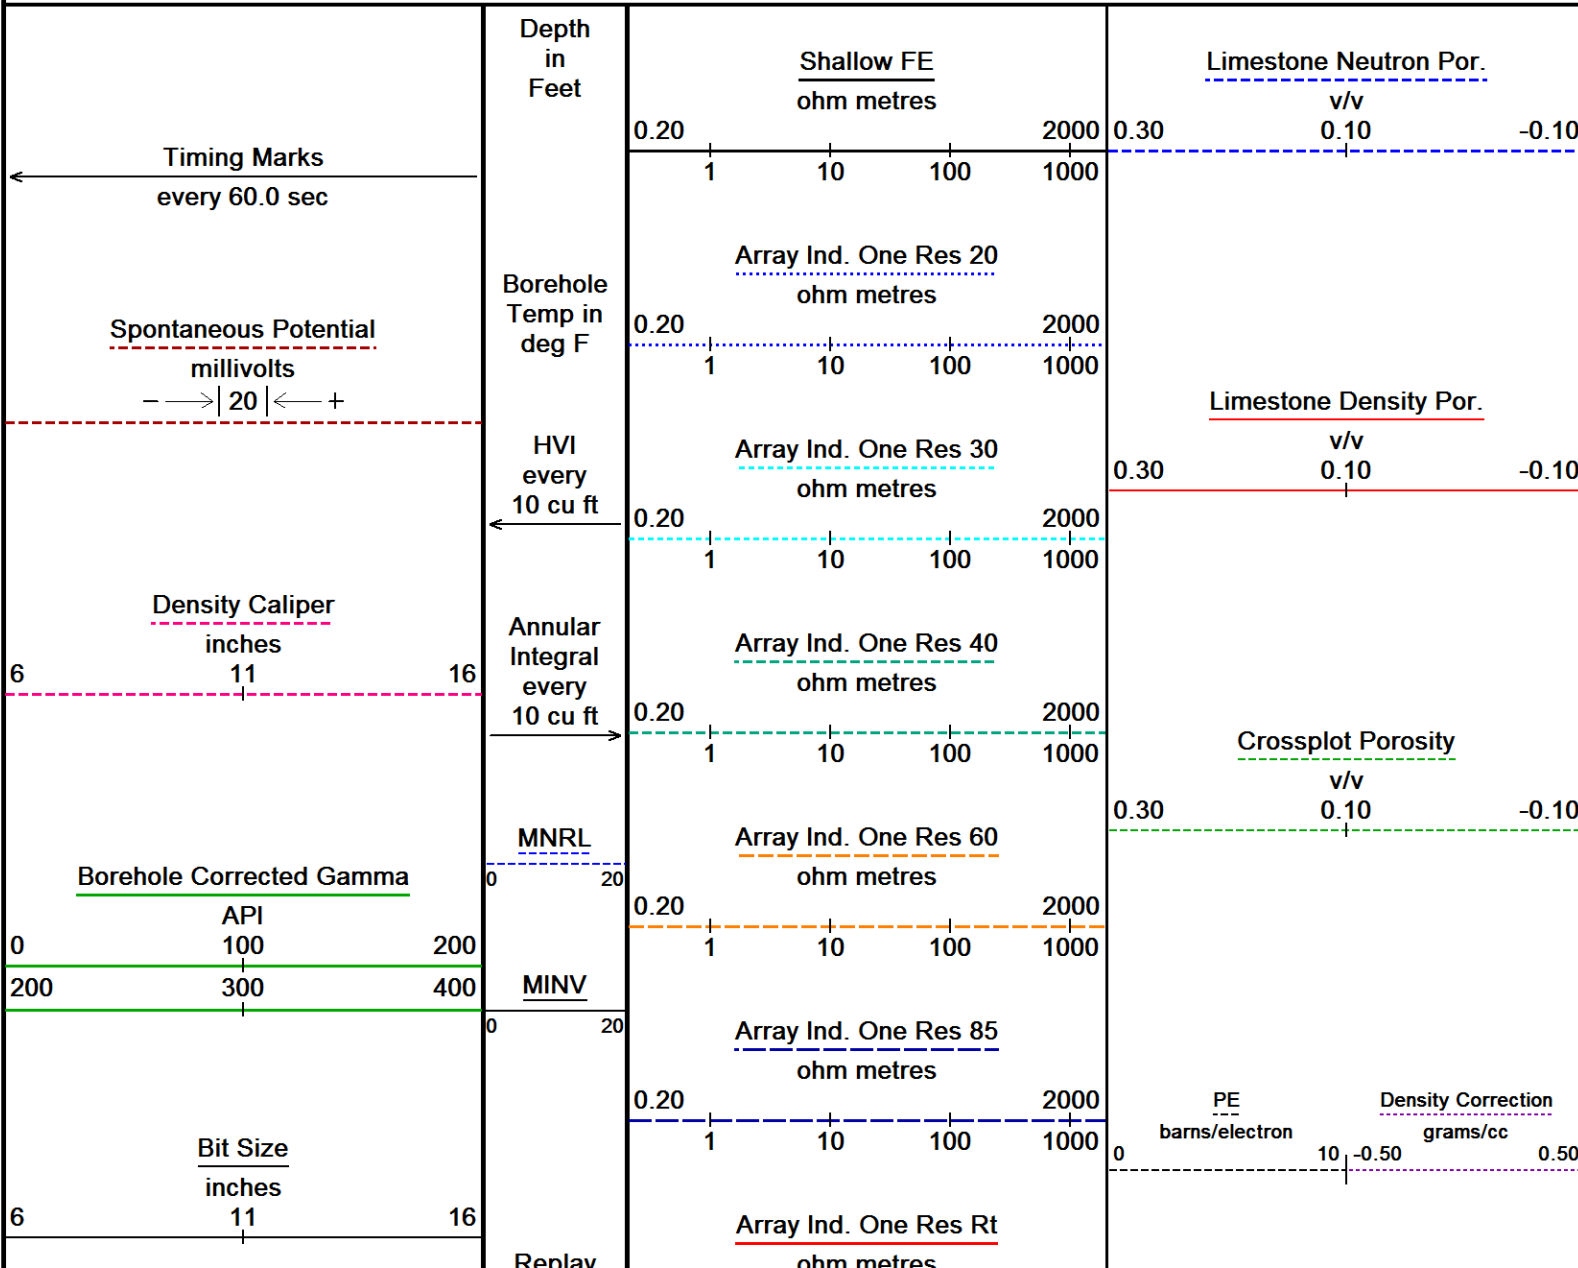 Timing Marks
every 60.0 sec
Spontaneous Potential
millivolts
− 20 +
Density Caliper
inches
6 11 16
Borehole Corrected Gamma
API
0 100 200
200 300 400
Bit Size
inches
6 11 16
Depth
in
Feet
Borehole
Temp in
deg F
HVI
every
10 cu ft
Annular
Integral
every
10 cu ft
MNRL
0 20
MINV
0 20
Replay
Shallow FE
ohm metres
0.20 2000
1 10 100 1000
Array Ind. One Res 20
ohm metres
0.20 2000
1 10 100 1000
Array Ind. One Res 30
ohm metres
0.20 2000
1 10 100 1000
Array Ind. One Res 40
ohm metres
0.20 2000
1 10 100 1000
Array Ind. One Res 60
ohm metres
0.20 2000
1 10 100 1000
Array Ind. One Res 85
ohm metres
0.20 2000
1 10 100 1000
Array Ind. One Res Rt
ohm metres
Limestone Neutron Por.
v/v
0.30 0.10 -0.10
Limestone Density Por.
v/v
0.30 0.10 -0.10
Crossplot Porosity
v/v
0.30 0.10 -0.10
PE
barns/electron
0 10
Density Correction
grams/cc
-0.50 0.50